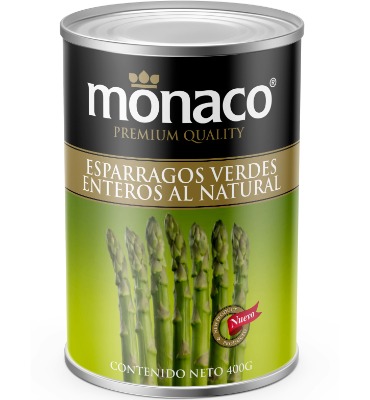 monaco®
PREMIUM QUALITY
ESPARRAGOS VERDES
ENTEROS AL NATURAL
Nuevo
CONTENIDO NETO 400G